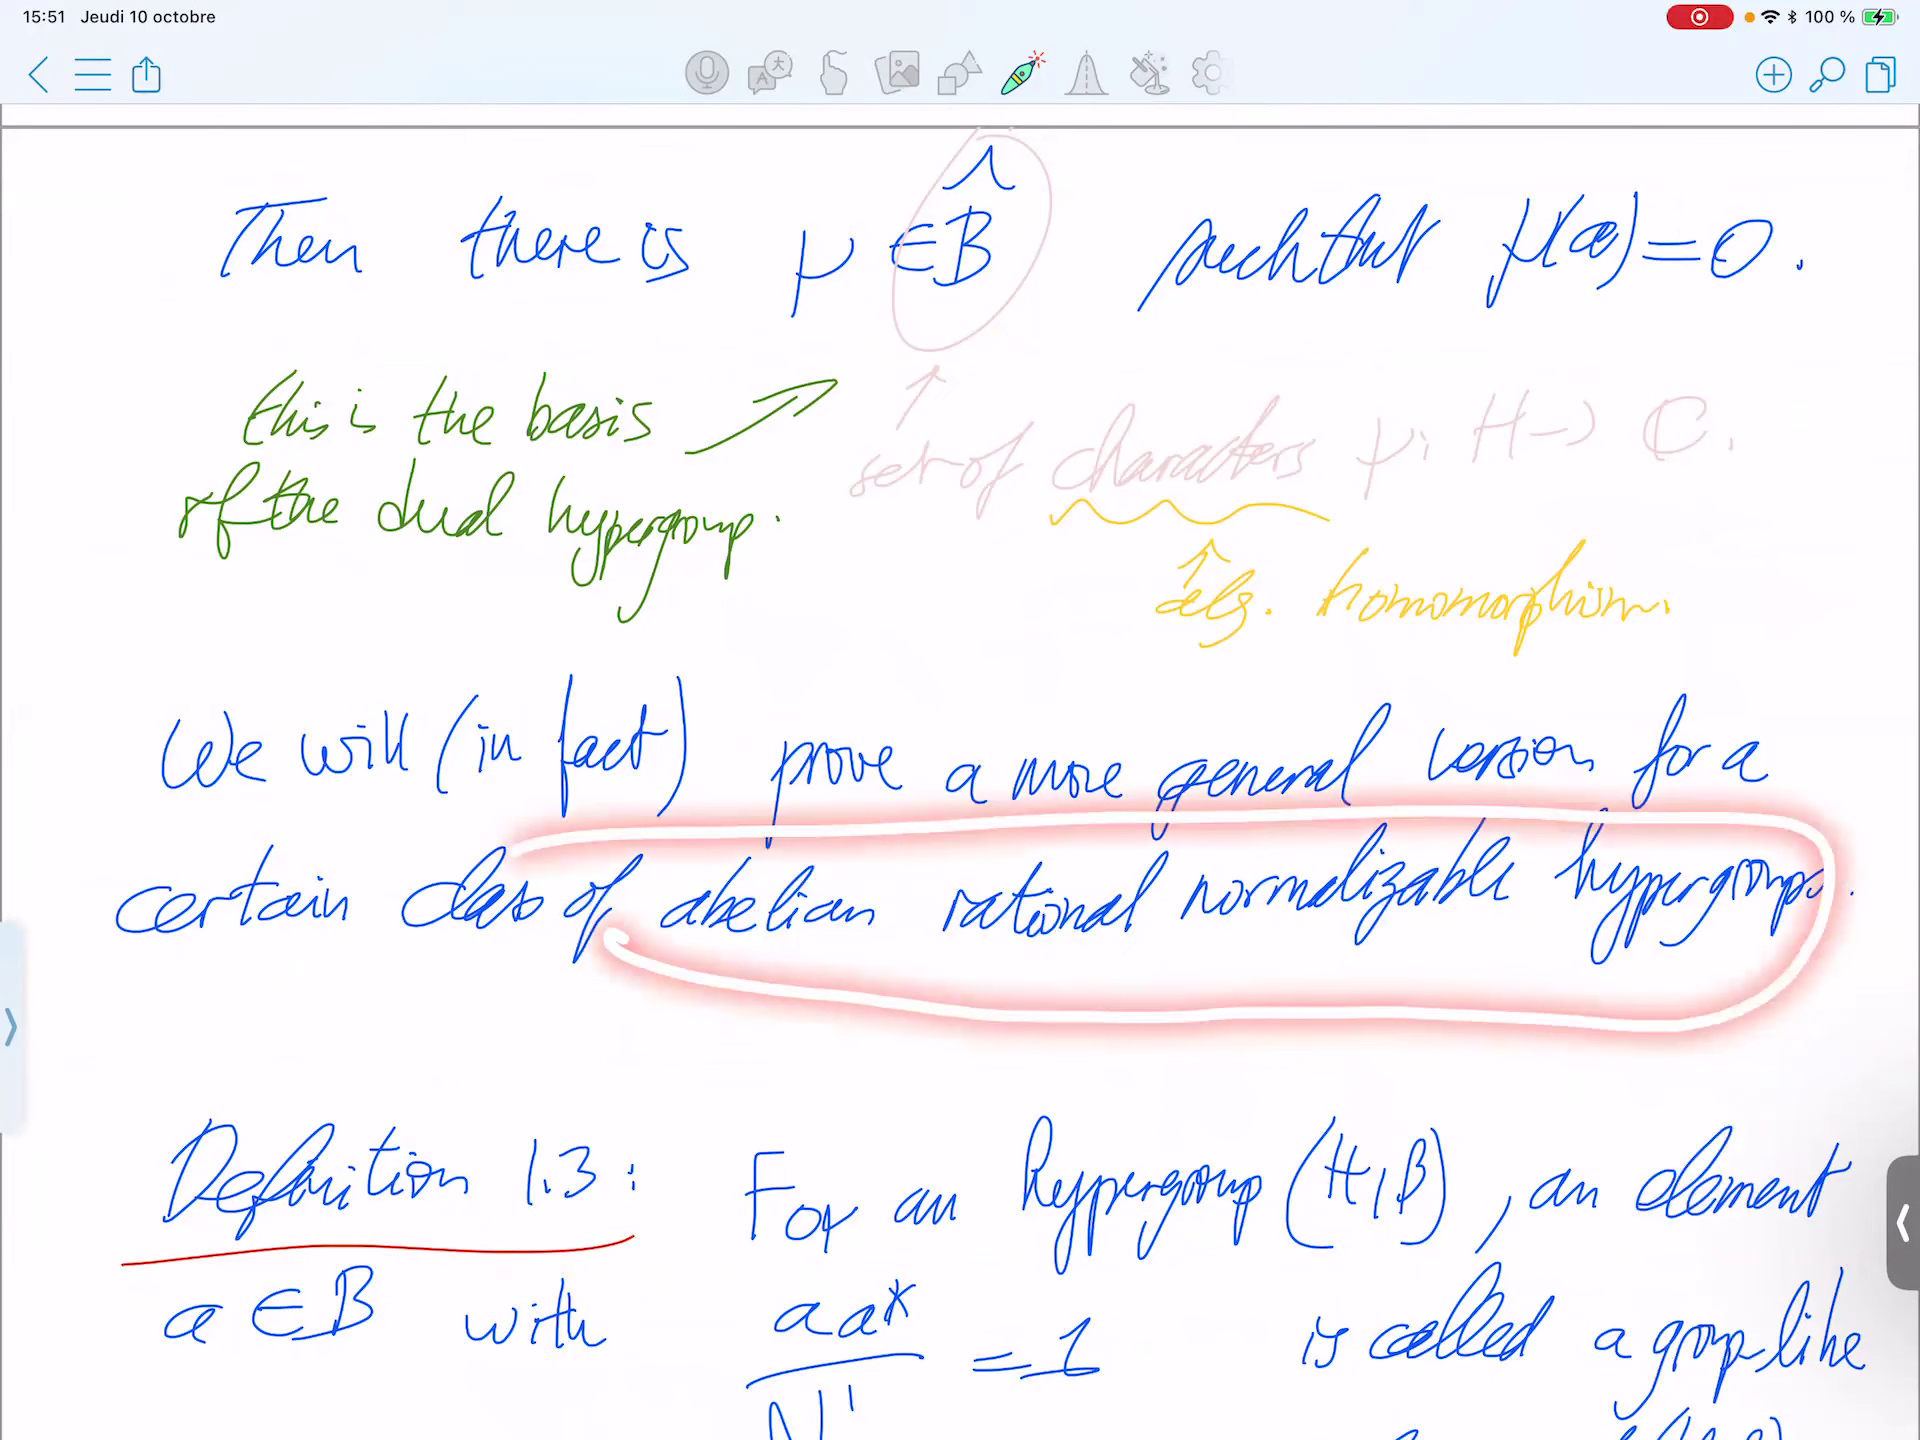 15:51 Jeudi 10 octobre
100 %
Then there is μ ∈ B̂ such that μ(x) = 0.
this is the basis
of the dual hypergroup.
set of characters μ: H → ℂ.
alg. homomorphism.
We will (in fact) prove a more general version for a
certain class of abelian rational normalizable hypergroups.
Definition 1.3: For an hypergroup (H, B), an element
a ∈ B with aa* / N¹ = 1 is called a group-like